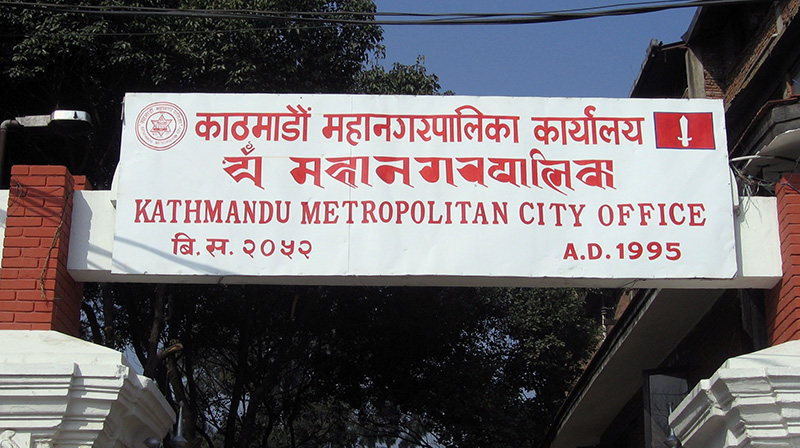 काठमाडौं महानगरपालिका कार्यालय
KATHMANDU METROPOLITAN CITY OFFICE
बि.स. २०५२
A.D. 1995